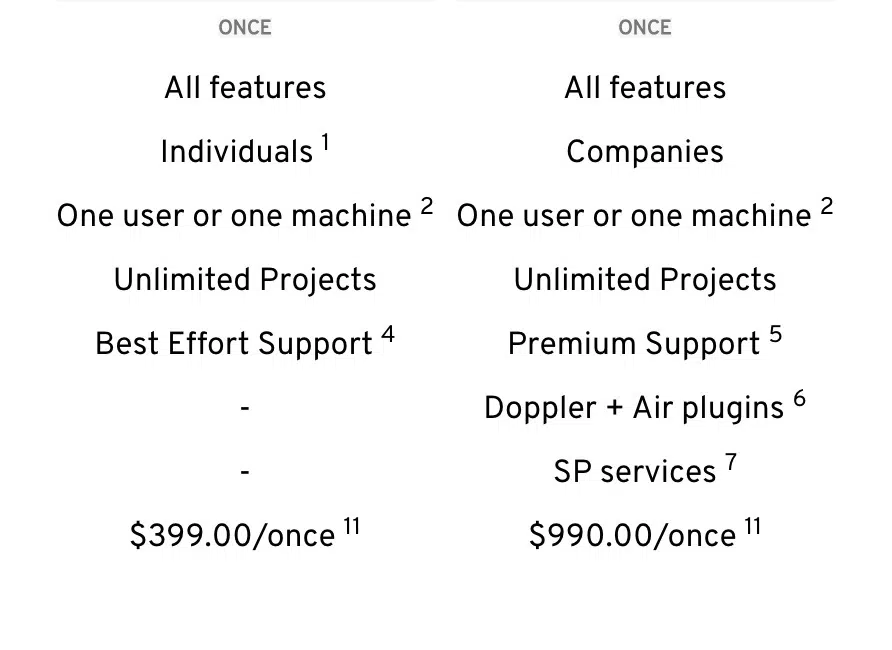 ONCE ONCE
All features All features
Individuals 1 Companies
One user or one machine 2 One user or one machine 2
Unlimited Projects Unlimited Projects
Best Effort Support 4 Premium Support 5
- Doppler + Air plugins 6
- SP services 7
$399.00/once 11 $990.00/once 11